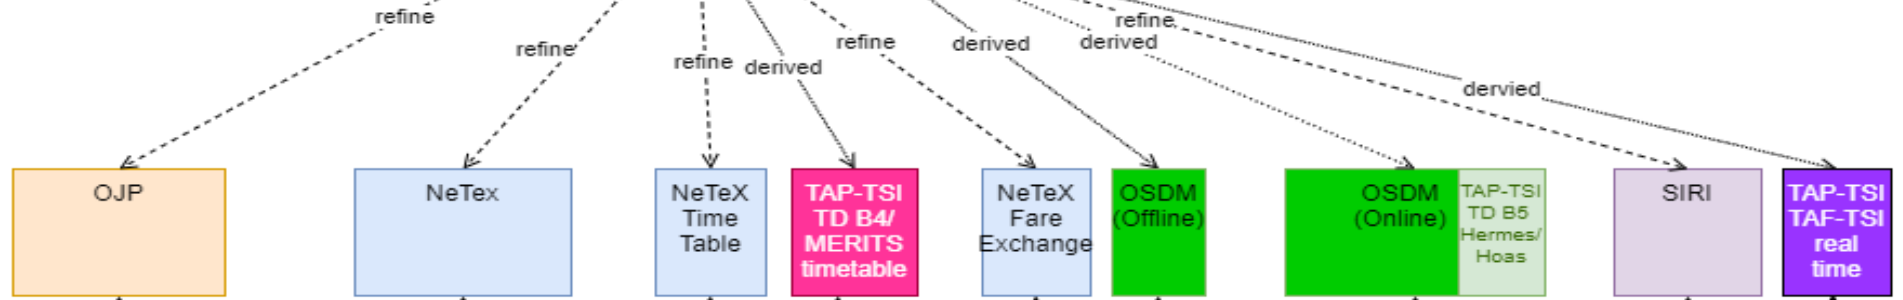 refine
refine
refine
derived
refine
derived
derived
refine
dervied
OJP
NeTex
NeTeX
Time
Table
TAP-TSI
TD B4/
MERITS
timetable
NeTeX
Fare
Exchange
OSDM
(Offline)
OSDM
(Online)
TAP-TSI
TD B5
Hermes/
Hoas
SIRI
TAP-TSI
TAF-TSI
real
time